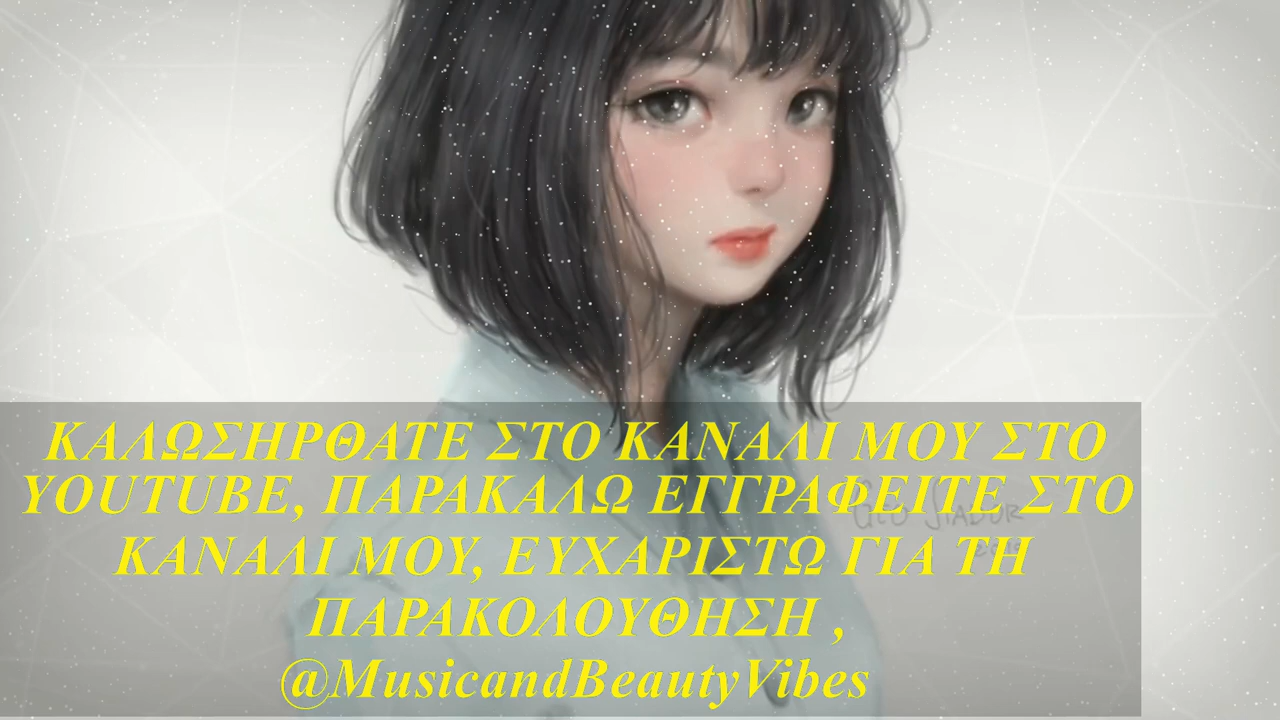 ΚΑΛΩΣΗΡΘΑΤΕ ΣΤΟ ΚΑΝΑΛΙ ΜΟΥ ΣΤΟ
YOUTUBE, ΠΑΡΑΚΑΛΩ ΕΓΓΡΑΦΕΙΤΕ ΣΤΟ
ΚΑΝΑΛΙ ΜΟΥ, ΕΥΧΑΡΙΣΤΩ ΓΙΑ ΤΗ
ΠΑΡΑΚΟΛΟΥΘΗΣΗ ,
@MusicandBeautyVibes